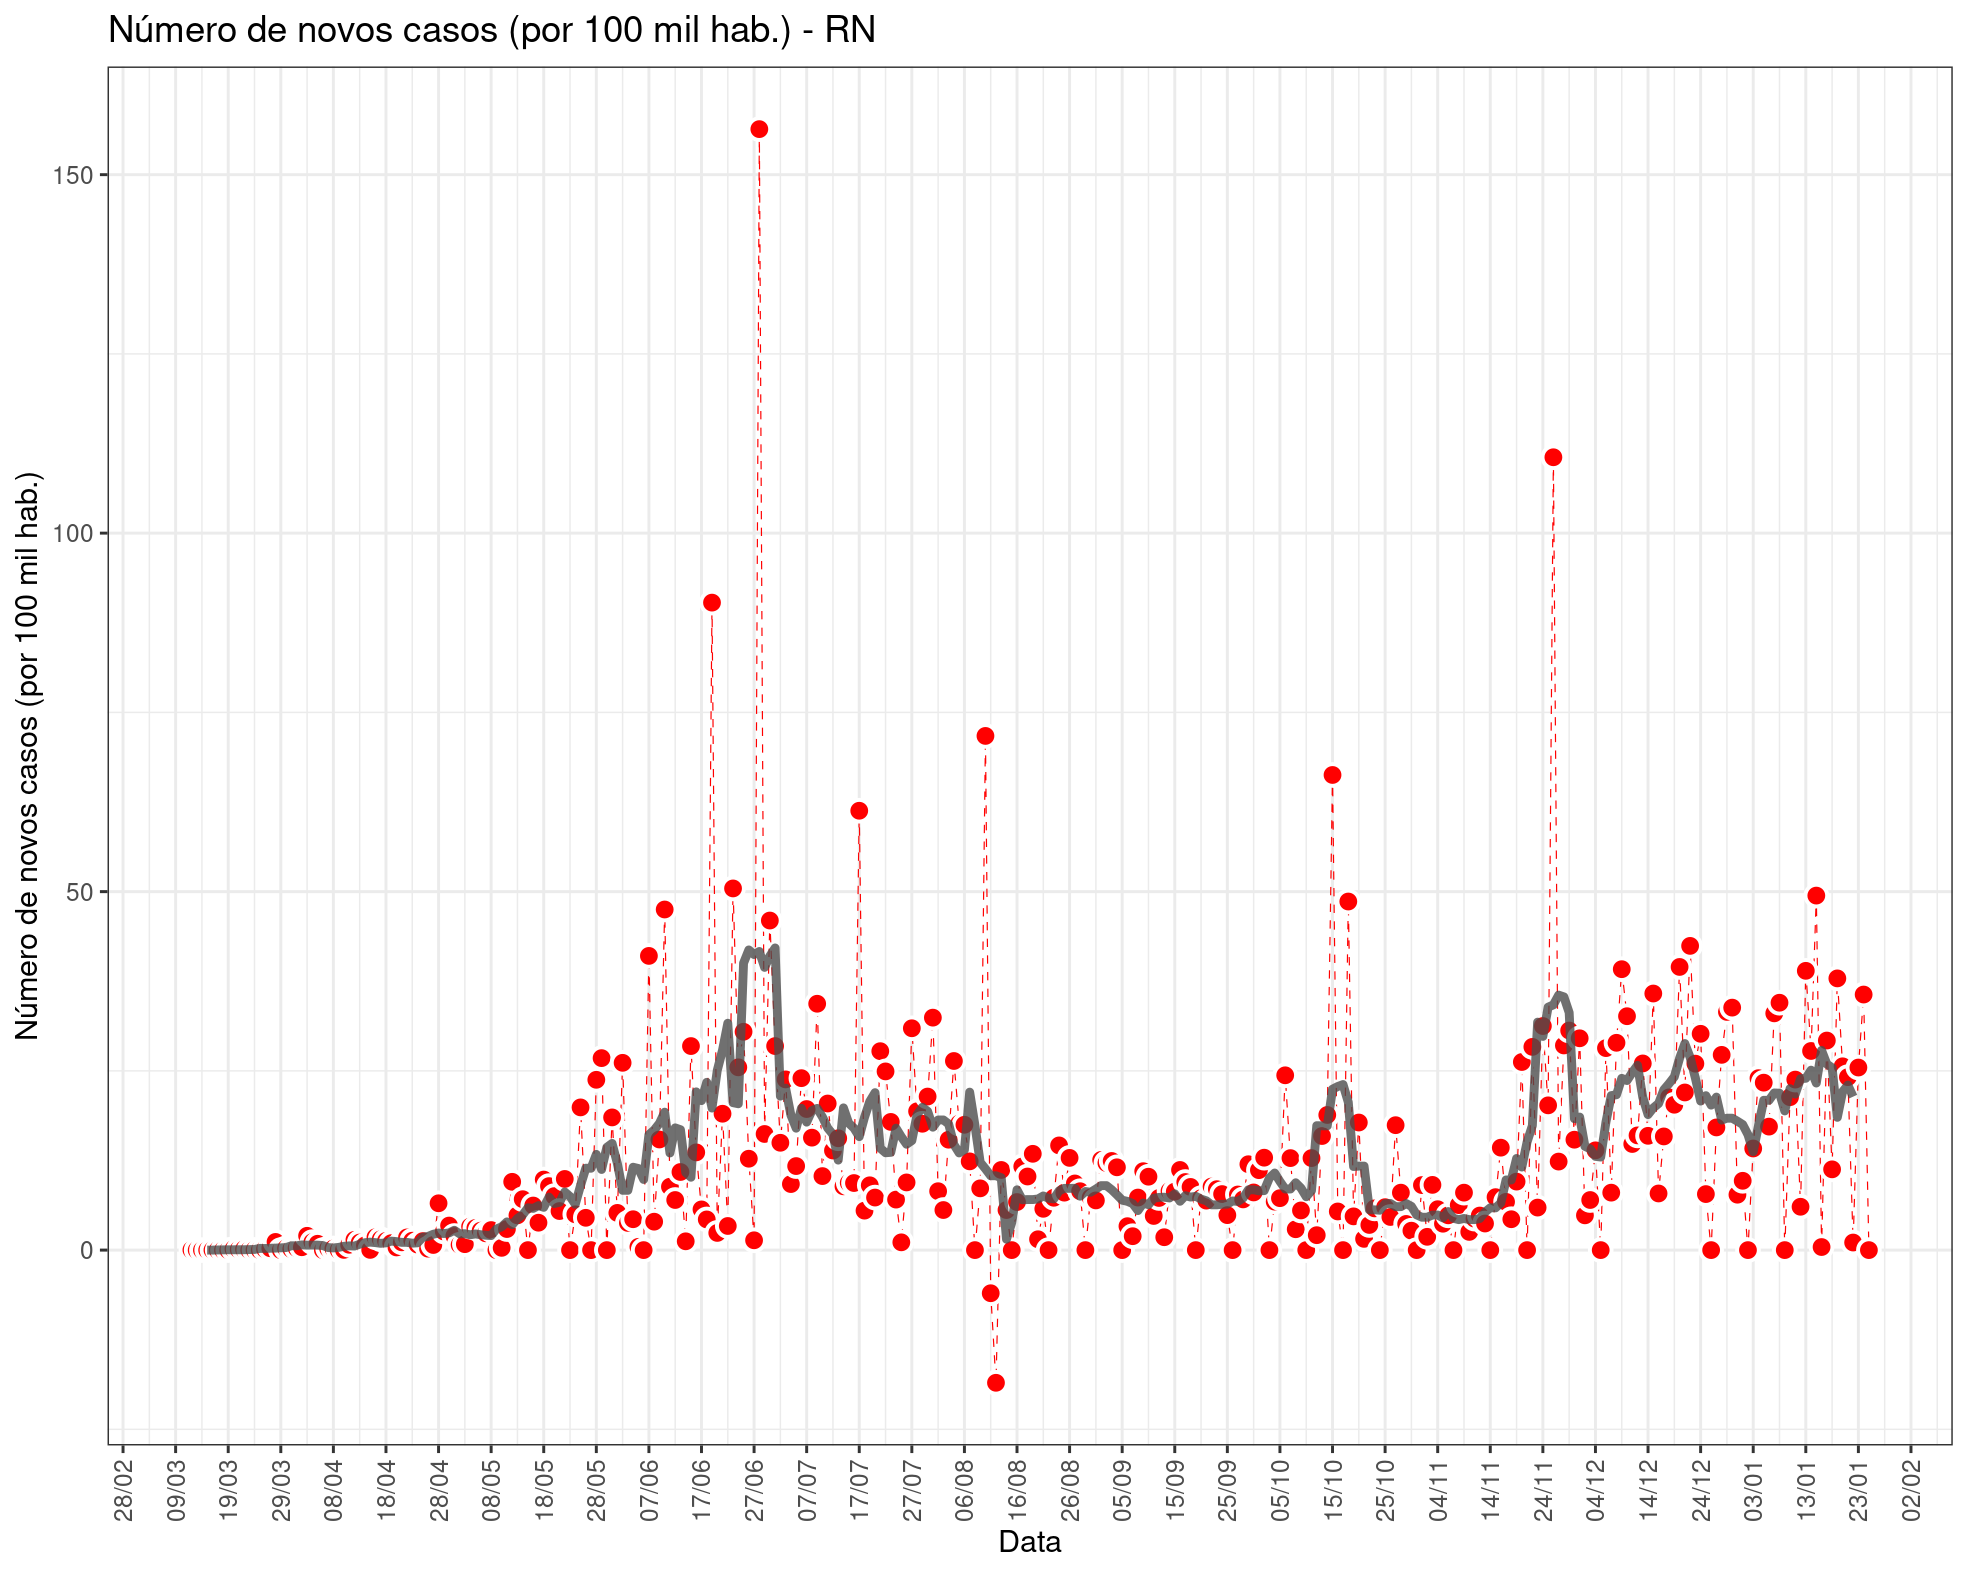 Número de novos casos (por 100 mil hab.) - RN
Número de novos casos (por 100 mil hab.)
150
100
50
0
28/02 09/03 19/03 29/03 08/04 18/04 28/04 08/05 18/05 28/05 07/06 17/06 27/06 07/07 17/07 27/07 06/08 16/08 26/08 05/09 15/09 25/09 05/10 15/10 25/10 04/11 14/11 24/11 04/12 14/12 24/12 03/01 13/01 23/01 02/02
Data